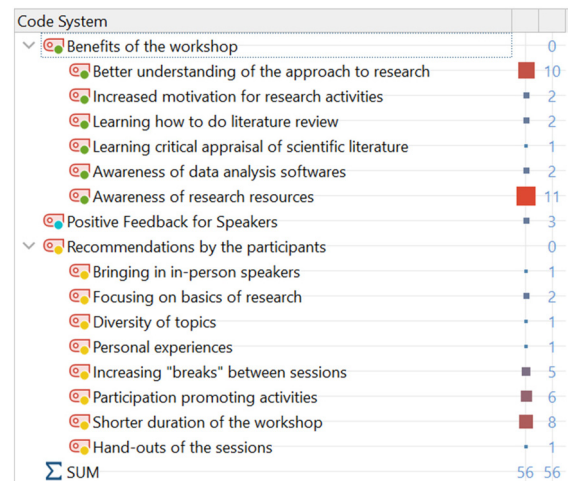 Code System
Benefits of the workshop 0
Better understanding of the approach to research 10
Increased motivation for research activities 2
Learning how to do literature review 2
Learning critical appraisal of scientific literature 1
Awareness of data analysis softwares 2
Awareness of research resources 11
Positive Feedback for Speakers 3
Recommendations by the participants 0
Bringing in in-person speakers 1
Focusing on basics of research 2
Diversity of topics 1
Personal experiences 1
Increasing "breaks" between sessions 5
Participation promoting activities 6
Shorter duration of the workshop 8
Hand-outs of the sessions 1
Σ SUM 56 56